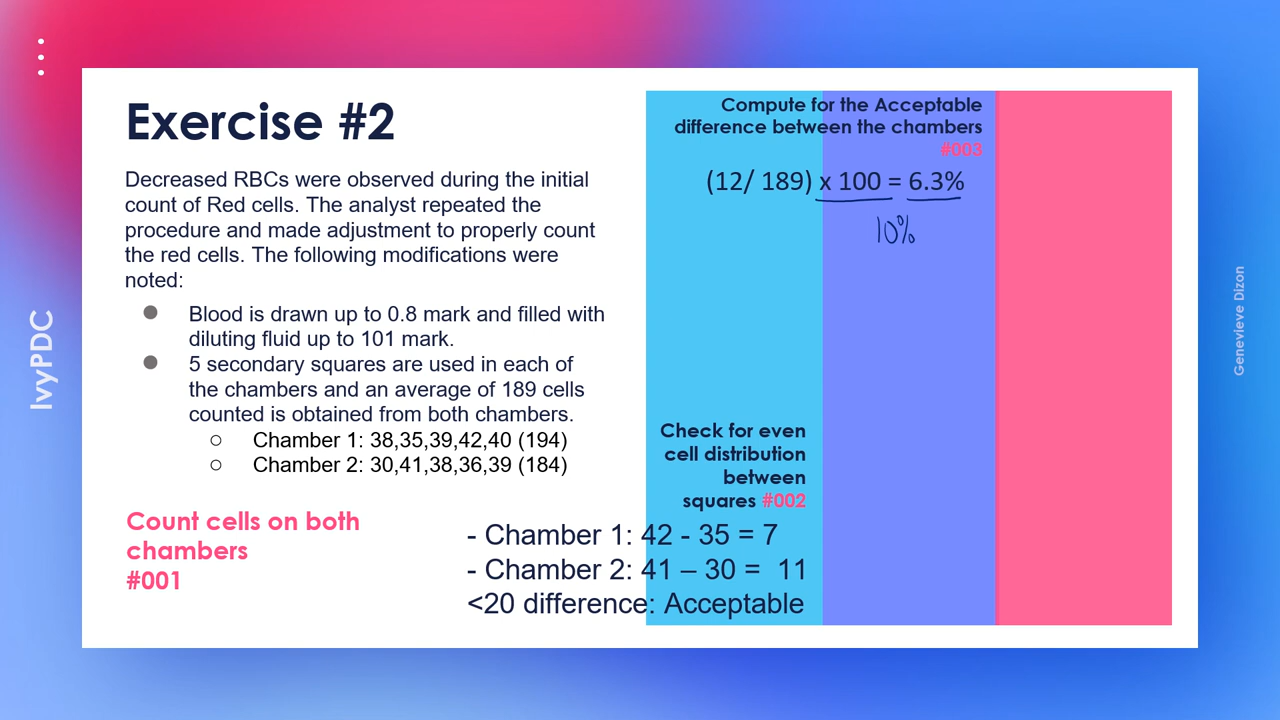 Exercise #2
Decreased RBCs were observed during the initial
count of Red cells. The analyst repeated the
procedure and made adjustment to properly count
the red cells. The following modifications were
noted:
● Blood is drawn up to 0.8 mark and filled with
diluting fluid up to 101 mark.
● 5 secondary squares are used in each of
the chambers and an average of 189 cells
counted is obtained from both chambers.
○ Chamber 1: 38,35,39,42,40 (194)
○ Chamber 2: 30,41,38,36,39 (184)
Count cells on both
chambers
#001
Compute for the Acceptable
difference between the chambers
#003
(12/ 189) x 100 = 6.3%
10%
Check for even
cell distribution
between
squares #002
- Chamber 1: 42 - 35 = 7
- Chamber 2: 41 – 30 = 11
<20 difference: Acceptable
IvyPDC
Genevieve Dizon